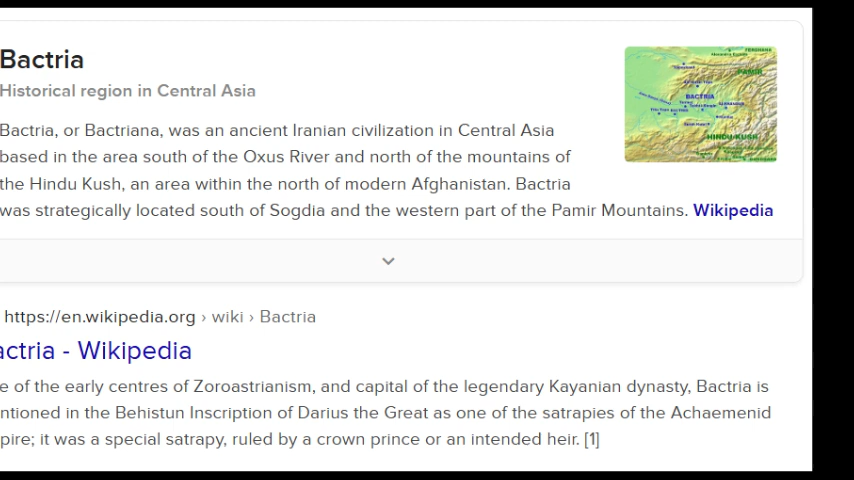 Bactria
Historical region in Central Asia
Bactria, or Bactriana, was an ancient Iranian civilization in Central Asia
based in the area south of the Oxus River and north of the mountains of
the Hindu Kush, an area within the north of modern Afghanistan. Bactria
was strategically located south of Sogdia and the western part of the Pamir Mountains. Wikipedia
PAMIR
BACTRIA
HINDU KUSH
https://en.wikipedia.org › wiki › Bactria
actria - Wikipedia
e of the early centres of Zoroastrianism, and capital of the legendary Kayanian dynasty, Bactria is
ntioned in the Behistun Inscription of Darius the Great as one of the satrapies of the Achaemenid
pire; it was a special satrapy, ruled by a crown prince or an intended heir. [1]